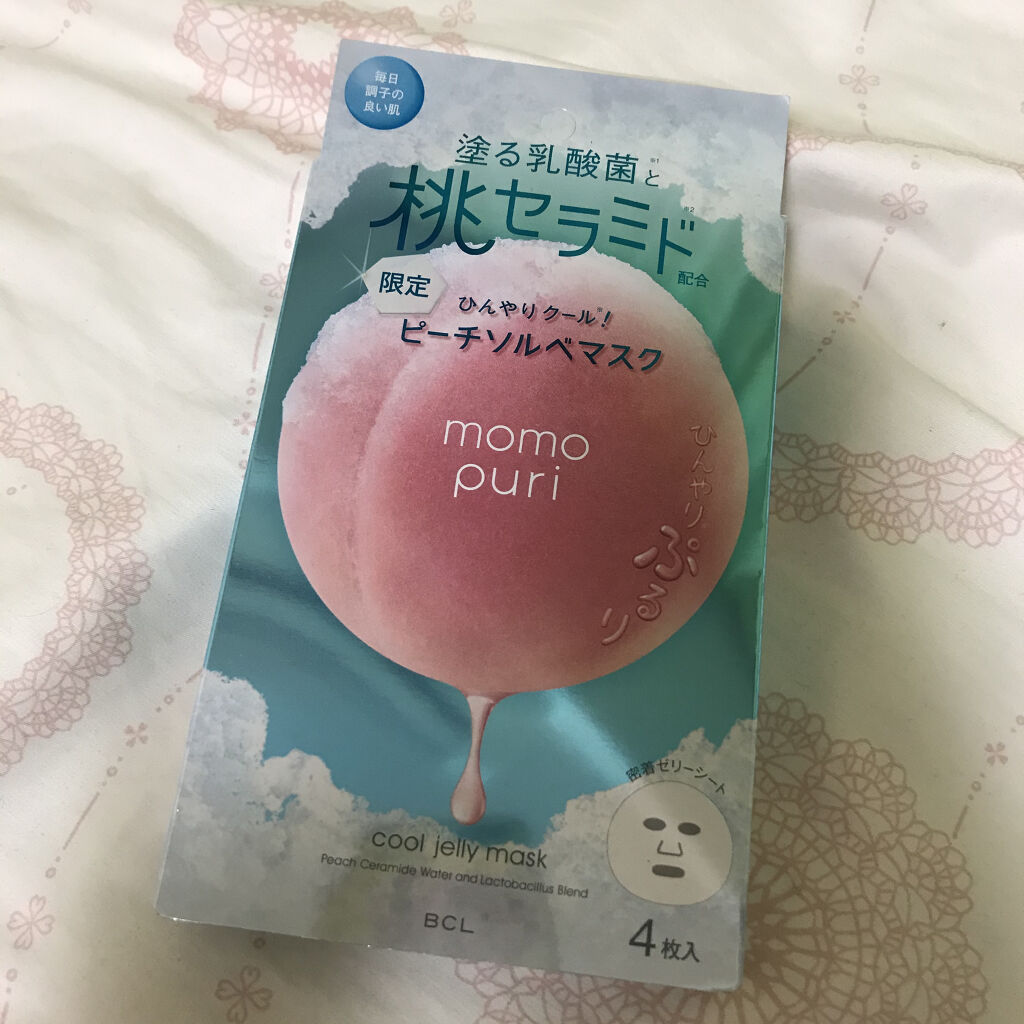 毎日
調子の
良い肌
塗る乳酸菌※1と
桃セラミド※2
配合
限定
ひんやりクール※!
ピーチソルベマスク
momo
puri
ひんやり※
ぷるり
密着ゼリーシート
cool jelly mask
Peach Ceramide Water and Lactobacillus Blend
BCL
4枚入